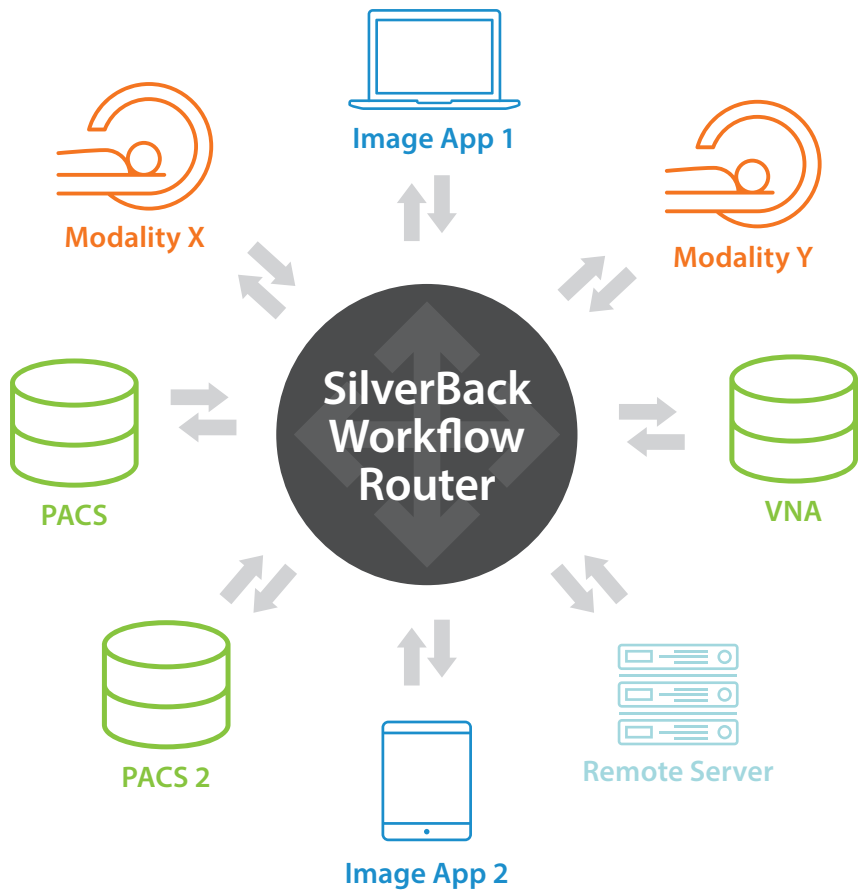 Image App 1
Modality X
Modality Y
SilverBack
Workflow
Router
PACS
VNA
PACS 2
Remote Server
Image App 2